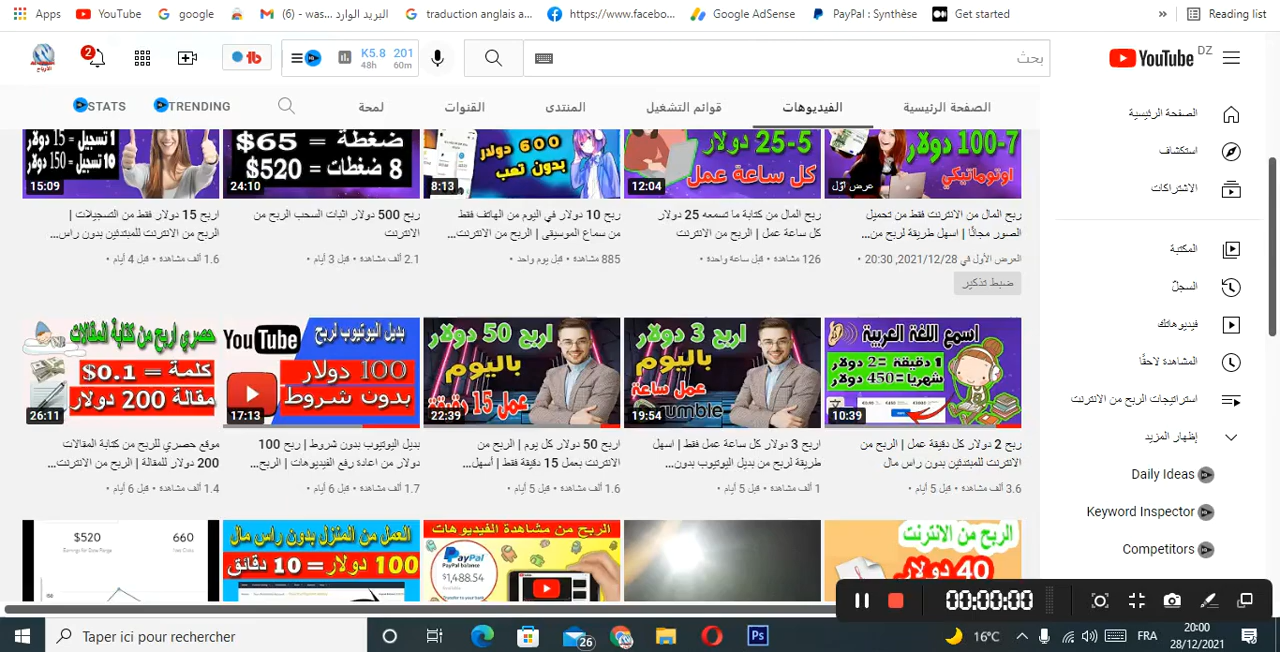 Apps
YouTube
google
(6) - was... البريد الوارد
traduction anglais a...
https://www.facebo...
Google AdSense
PayPal : Synthèse
Get started
»
Reading list
2
K5.8 201
48h 60m
بحث
YouTube DZ
STATS
TRENDING
لمحة
القنوات
المنتدى
قوائم التشغيل
الفيديوهات
الصفحة الرئيسية
الصفحة الرئيسية
استكشاف
الاشتراكات
المكتبة
السجلّ
فيديوهاتك
المشاهدة لاحقًا
استراتيجات الربح من الانترنت
إظهار المزيد
Daily Ideas
Keyword Inspector
Competitors
7-100 دولار
اوتوماتيكي
عرض أوّل
ربح المال من الانترنت فقط من تحميل
الصور مجانًا | اسهل طريقة لربح من...
العرض الأول في 2021/12/28، 20:30
ضبط تذكير
5-25 دولار
كل ساعة عمل
12:04
ربح المال من كتابة ما تسمعه 25 دولار
كل ساعة عمل | الربح من الانترنت
126 مشاهدة • قبل ساعة واحدة •
600 دولار
بدون تعب
8:13
ربح 10 دولار في اليوم من الهاتف فقط
من سماع الموسيقى | الربح من الانترنت...
885 مشاهدة • قبل يوم واحد •
ضغطة = 65$
8 ضغطات = 520$
24:10
ربح 500 دولار اثبات السحب الربح من
الانترنت
2.1 ألف مشاهدة • قبل 3 أيام •
1 تسجيل = 15 دولار
10 تسجيل = 150 دولار
15:09
اربح 15 دولار فقط من التسجيلات |
الربح من الانترنت للمبتدئين بدون راس...
1.6 ألف مشاهدة • قبل 4 أيام •
اسمع اللغة العربية
1 دقيقة = 2 دولار
شهريا = 450 دولار
10:39
ربح 2 دولار كل دقيقة عمل | الربح من
الانترنت للمبتدئين بدون راس مال
3.6 ألف مشاهدة • قبل 5 أيام •
اربح 3 دولار
باليوم
عمل ساعة
rumble
19:54
اربح 3 دولار كل ساعة عمل فقط | اسهل
طريقة لربح من بديل اليوتيوب بدون...
1 ألف مشاهدة • قبل 5 أيام •
اربح 50 دولار
باليوم
عمل 15 دقيقة
22:39
اربح 50 دولار كل يوم | الربح من
الانترنت بعمل 15 دقيقة فقط | أسهل...
1.6 ألف مشاهدة • قبل 5 أيام •
YouTube
بديل اليوتيوب لربح
100 دولار
بدون شروط
17:13
بديل اليوتيوب بدون شروط | ربح 100
دولار من اعادة رفع الفيديوهات | الربح...
1.7 ألف مشاهدة • قبل 6 أيام •
حصري اربح من كتابة المقالات
كلمة = 0.1$
مقالة 200 دولار
26:11
موقع حصري للربح من كتابة المقالات
200 دولار للمقالة | الربح من الانترنت...
1.4 ألف مشاهدة • قبل 6 أيام •
الربح من الانترنت
40 دولار
الربح من مشاهدة الفيديوهات
PayPal
PayPal balance
$1,488.54
العمل من المنزل بدون راس مال
100 دولار = 10 دقائق
$520
660
00:00:00
Taper ici pour rechercher
26
Ps
16°C
FRA
20:00
28/12/2021